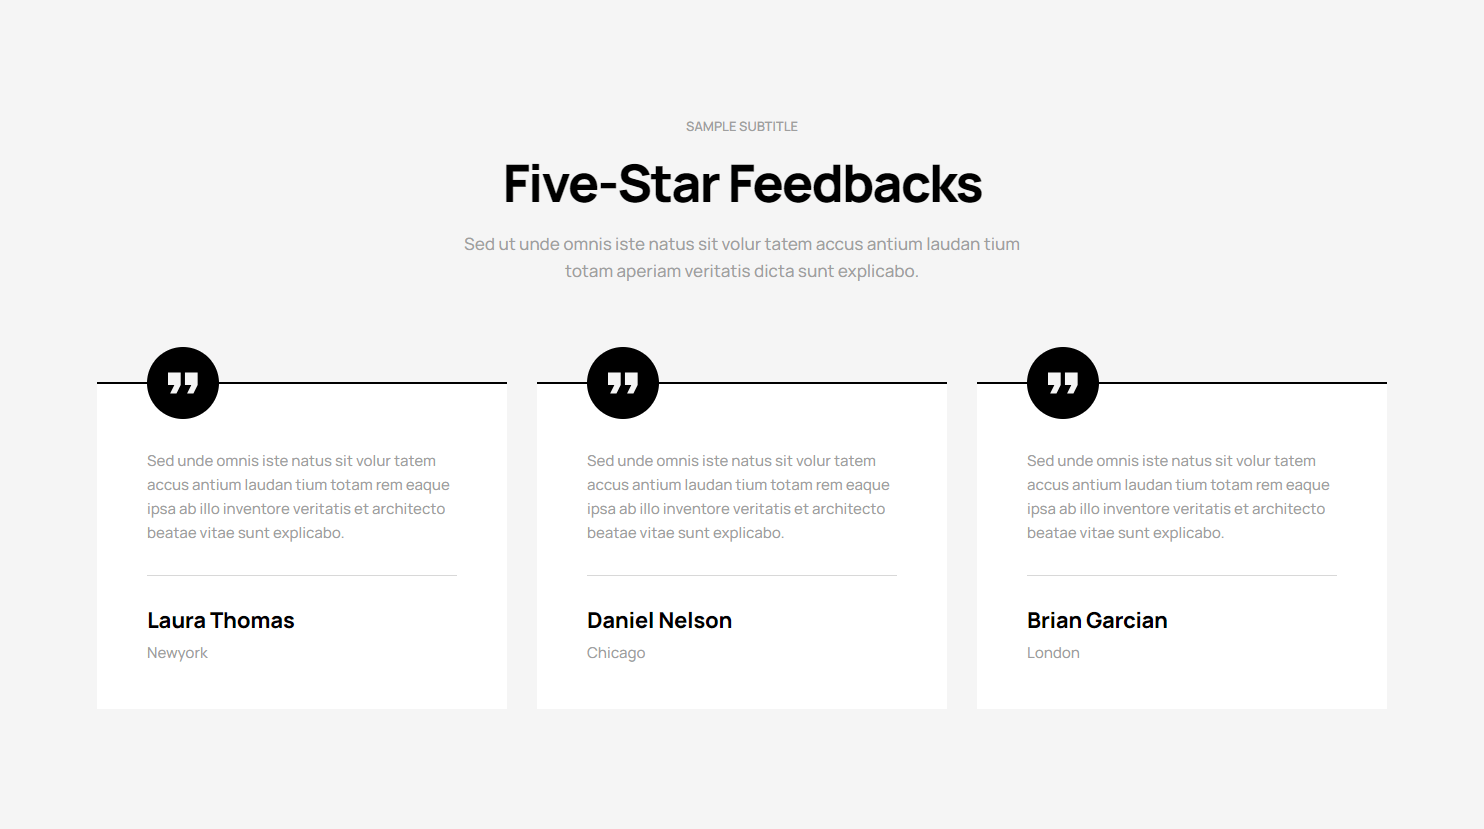 SAMPLE SUBTITLE
Five-Star Feedbacks
Sed ut unde omnis iste natus sit volur tatem accus antium laudan tium
totam aperiam veritatis dicta sunt explicabo.
Sed unde omnis iste natus sit volur tatem
accus antium laudan tium totam rem eaque
ipsa ab illo inventore veritatis et architecto
beatae vitae sunt explicabo.
Laura Thomas
Newyork
Sed unde omnis iste natus sit volur tatem
accus antium laudan tium totam rem eaque
ipsa ab illo inventore veritatis et architecto
beatae vitae sunt explicabo.
Daniel Nelson
Chicago
Sed unde omnis iste natus sit volur tatem
accus antium laudan tium totam rem eaque
ipsa ab illo inventore veritatis et architecto
beatae vitae sunt explicabo.
Brian Garcian
London